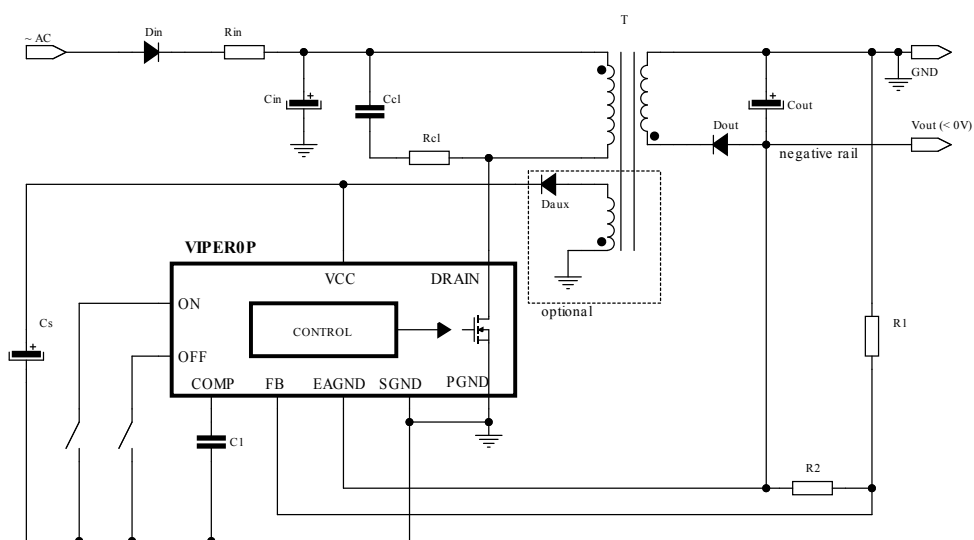 T
~ AC
Din
Rin
GND
Cin
+
Ccl
+
Cout
Vout (< 0V)
Dout
Rcl
negative rail
Daux
VIPER0P
VCC
DRAIN
ON
optional
Cs
+
CONTROL
R1
OFF
COMP
FB
EAGND
SGND
PGND
C1
R2